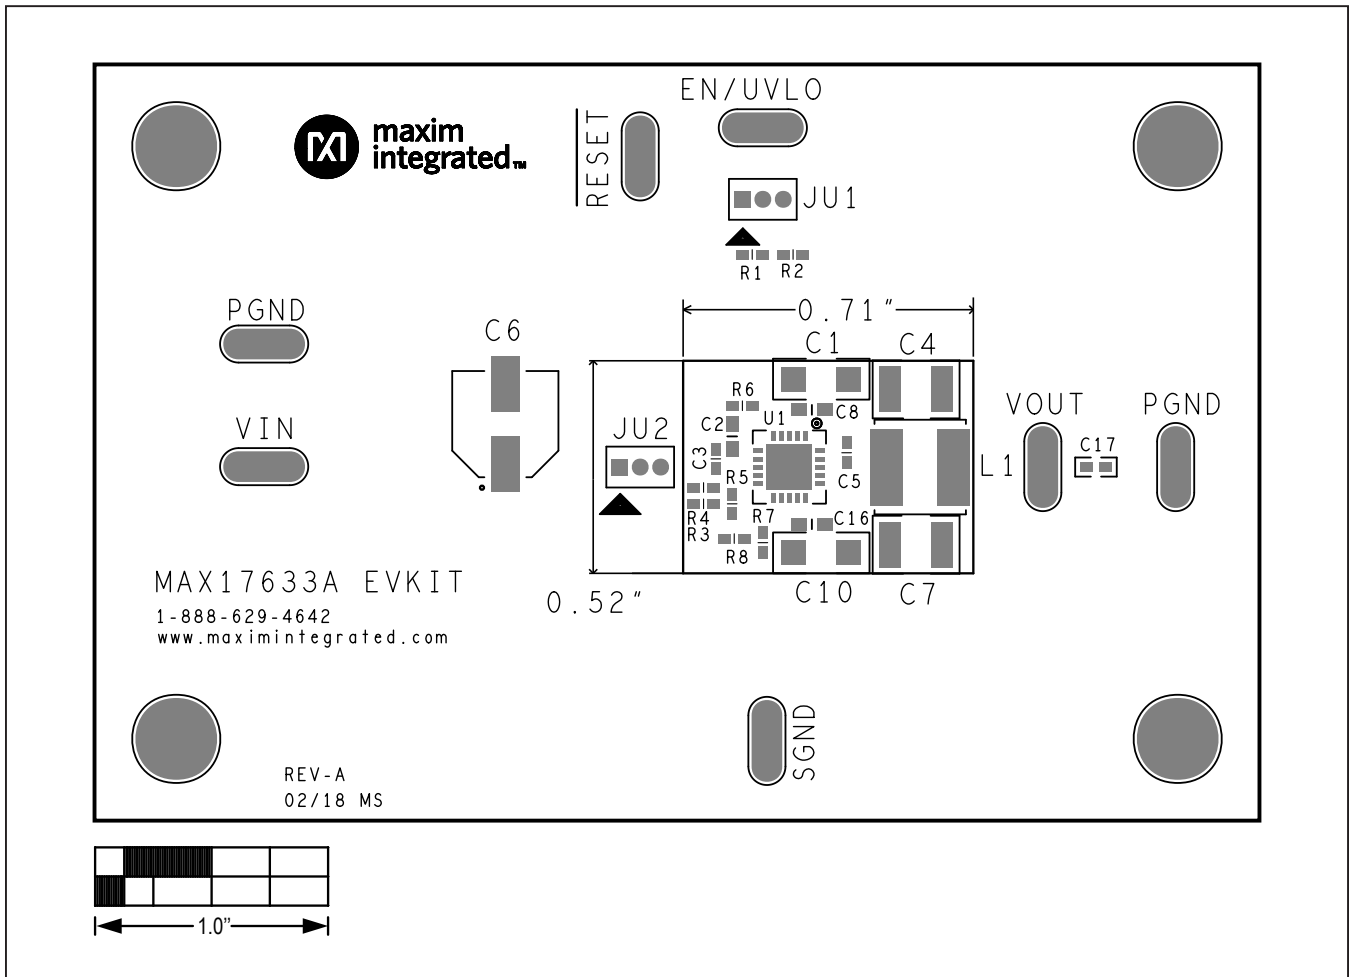 EN/UVLO
maxim
integrated™
RESET
JU1
R1 R2
PGND
0.71"
C6
C1
C4
R6
C8
U1
VOUT
PGND
VIN
JU2
C2
C17
C3
L1
R5
C5
R4
R7
C16
R3
R8
MAX17633A EVKIT
C10
C7
0.52"
1-888-629-4642
www.maximintegrated.com
SGND
REV-A
02/18 MS
1.0"